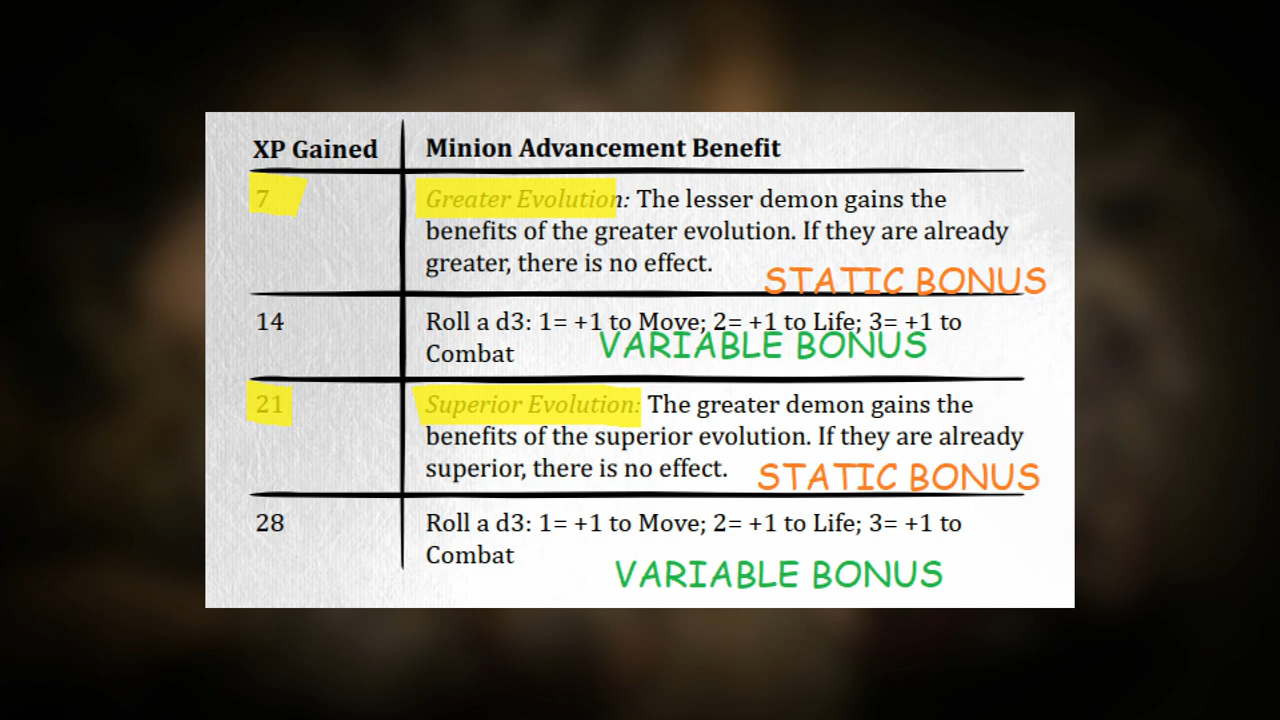 XP Gained
Minion Advancement Benefit
7
Greater Evolution: The lesser demon gains the
benefits of the greater evolution. If they are already
greater, there is no effect.
STATIC BONUS
14
Roll a d3: 1= +1 to Move; 2= +1 to Life; 3= +1 to
Combat
VARIABLE BONUS
21
Superior Evolution: The greater demon gains the
benefits of the superior evolution. If they are already
superior, there is no effect.
STATIC BONUS
28
Roll a d3: 1= +1 to Move; 2= +1 to Life; 3= +1 to
Combat
VARIABLE BONUS